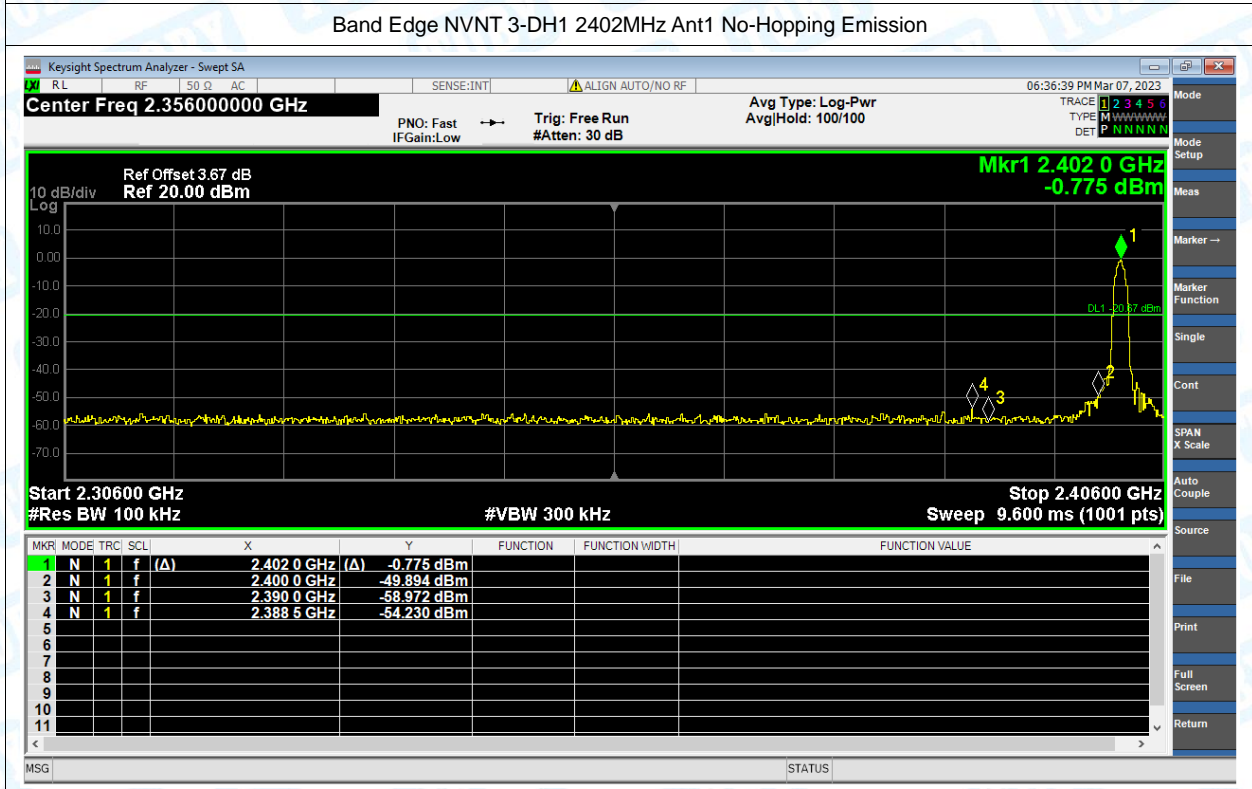 Band Edge NVNT 3-DH1 2402MHz Ant1 No-Hopping Emission
Keysight Spectrum Analyzer - Swept SA
LXI RL RF 50 Ω AC SENSE:INT ALIGN AUTO/NO RF 06:36:39 PM Mar 07, 2023
Center Freq 2.356000000 GHz
PNO: Fast
IFGain:Low
Trig: Free Run
#Atten: 30 dB
Avg Type: Log-Pwr
Avg|Hold: 100/100
TRACE 1 2 3 4 5 6
TYPE M WWWWW
DET P N N N N N
Mkr1 2.402 0 GHz
-0.775 dBm
Ref Offset 3.67 dB
10 dB/div Ref 20.00 dBm
Log
10.0
0.00
-10.0
-20.0
-30.0
-40.0
-50.0
-60.0
-70.0
1
DL1 -20.67 dBm
2
4
3
Start 2.30600 GHz Stop 2.40600 GHz
#Res BW 100 kHz #VBW 300 kHz Sweep 9.600 ms (1001 pts)
MKR MODE TRC SCL X Y FUNCTION FUNCTION WIDTH FUNCTION VALUE
1 N 1 f (Δ) 2.402 0 GHz (Δ) -0.775 dBm
2 N 1 f 2.400 0 GHz -49.894 dBm
3 N 1 f 2.390 0 GHz -58.972 dBm
4 N 1 f 2.388 5 GHz -54.230 dBm
5
6
7
8
9
10
11
MSG STATUS
Mode
Mode
Setup
Meas
Marker →
Marker
Function
Single
Cont
SPAN
X Scale
Auto
Couple
Source
File
Print
Full
Screen
Return